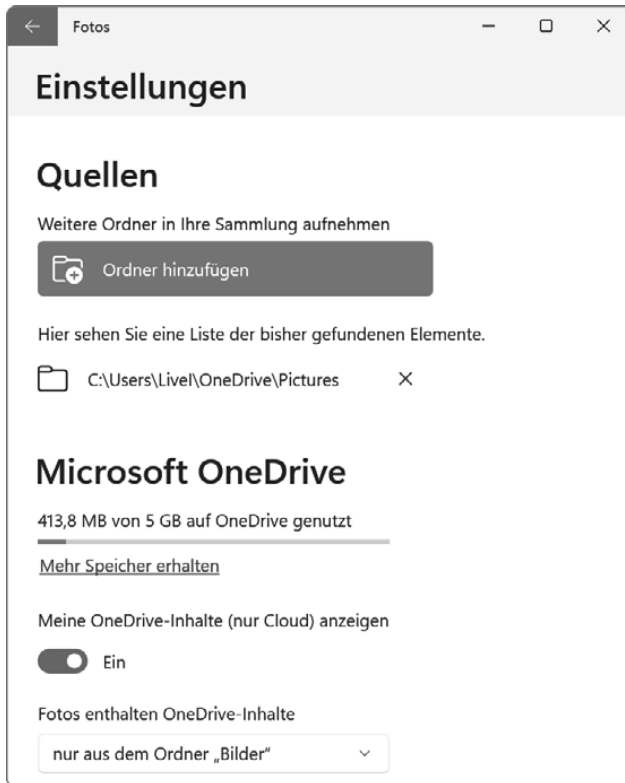 Fotos
Einstellungen
Quellen
Weitere Ordner in Ihre Sammlung aufnehmen
Ordner hinzufügen
Hier sehen Sie eine Liste der bisher gefundenen Elemente.
C:\Users\Livel\OneDrive\Pictures
Microsoft OneDrive
413,8 MB von 5 GB auf OneDrive genutzt
Mehr Speicher erhalten
Meine OneDrive-Inhalte (nur Cloud) anzeigen
Ein
Fotos enthalten OneDrive-Inhalte
nur aus dem Ordner „Bilder“